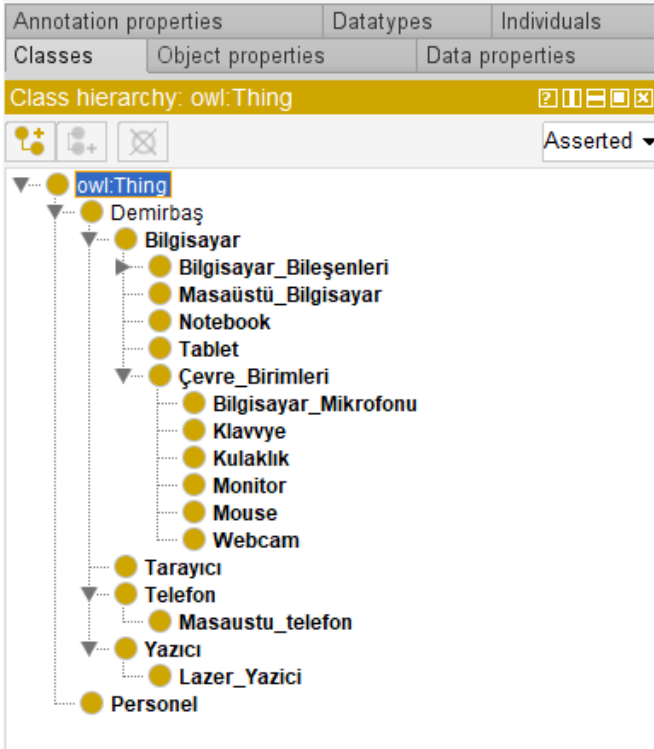 Annotation properties Datatypes Individuals
Classes Object properties Data properties
Class hierarchy: owl:Thing
Asserted
owl:Thing
Demirbaş
Bilgisayar
Bilgisayar_Bileşenleri
Masaüstü_Bilgisayar
Notebook
Tablet
Çevre_Birimleri
Bilgisayar_Mikrofonu
Klavvye
Kulaklık
Monitor
Mouse
Webcam
Tarayıcı
Telefon
Masaustu_telefon
Yazıcı
Lazer_Yazici
Personel